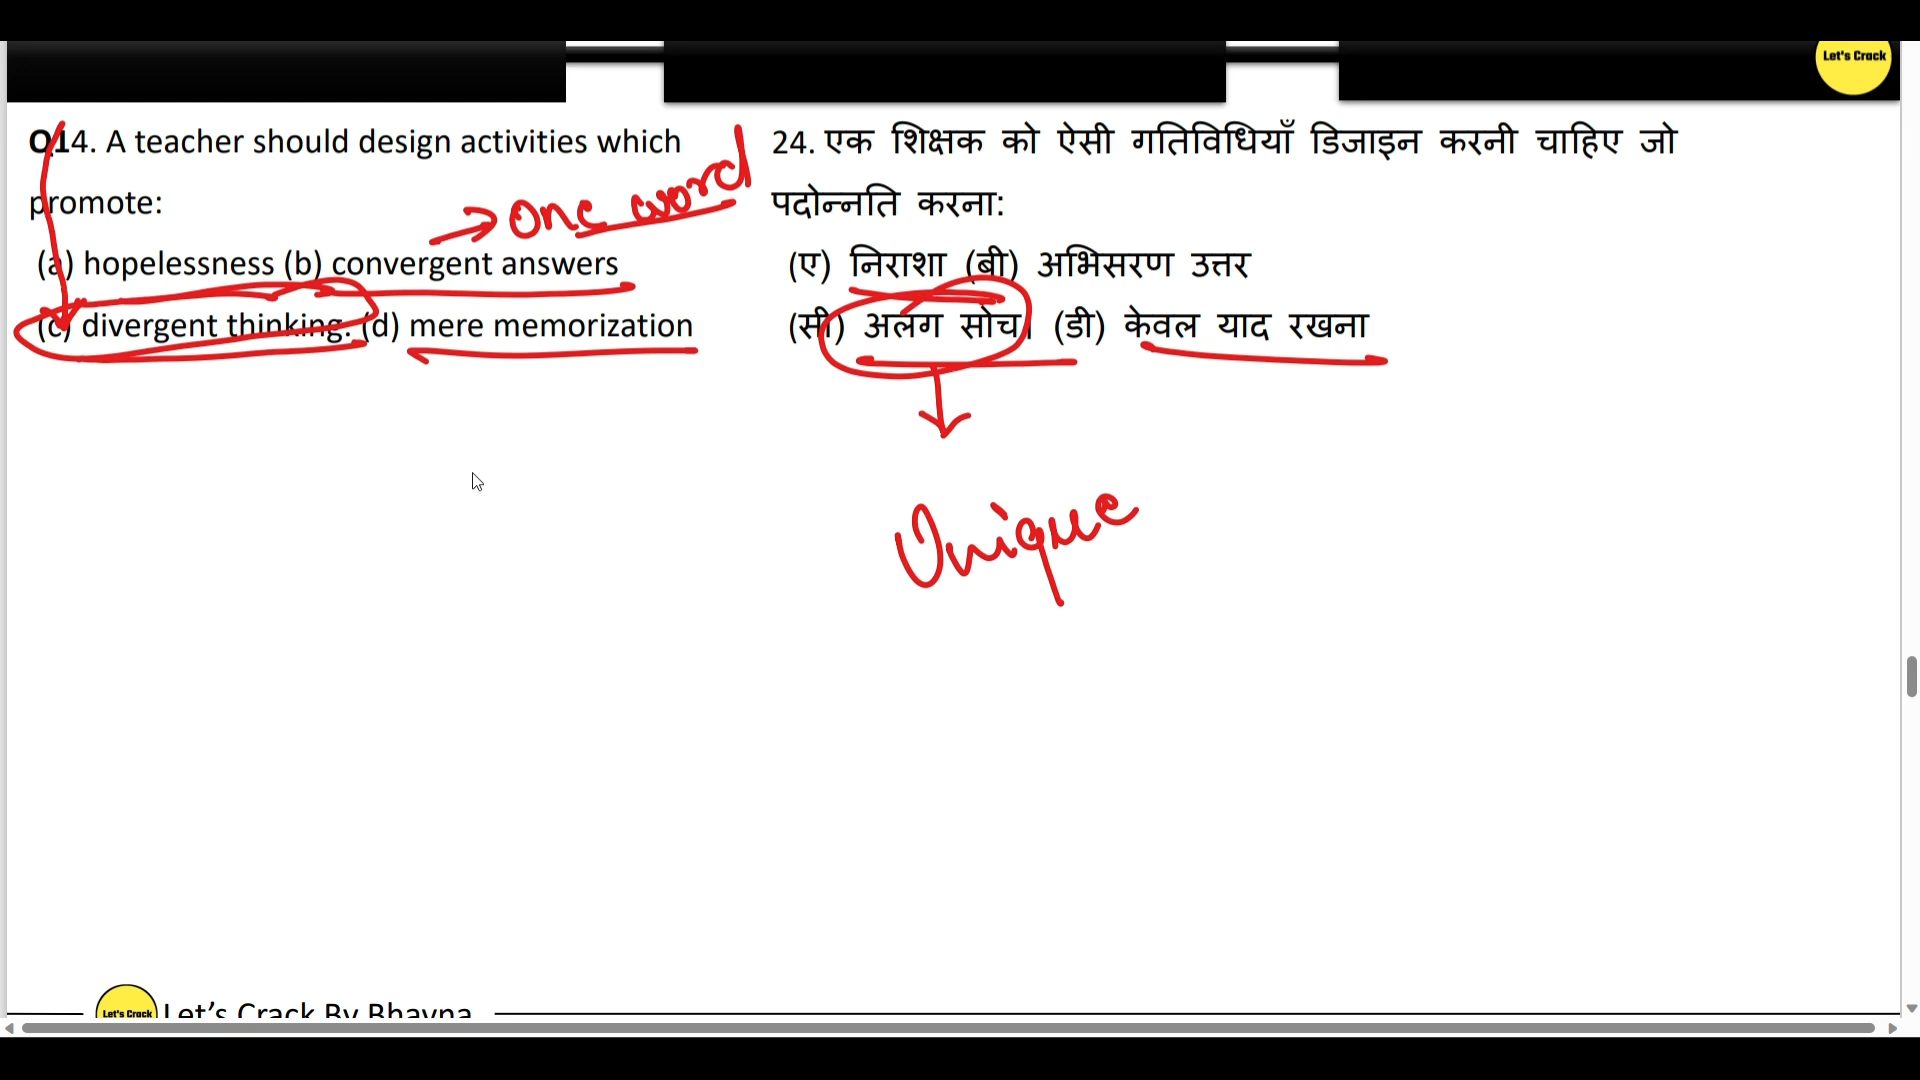 Let's Crack
Q14. A teacher should design activities which
promote:
→ One word
(a) hopelessness (b) convergent answers
(c) divergent thinking. (d) mere memorization
24. एक शिक्षक को ऐसी गतिविधियाँ डिजाइन करनी चाहिए जो
पदोन्नति करना:
(ए) निराशा (बी) अभिसरण उत्तर
(सी) अलग सोच। (डी) केवल याद रखना
Unique
Let's Crack
Let’s Crack By Bhavna